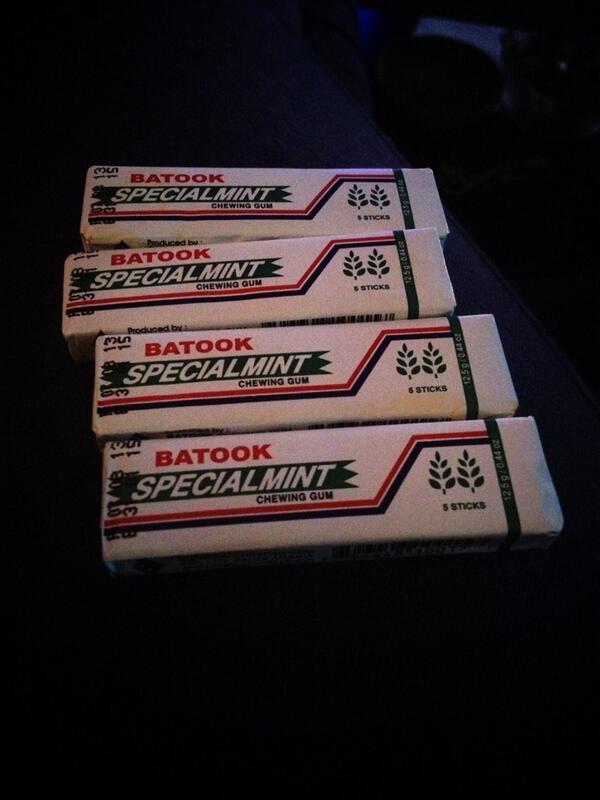 BATOOK
SPECIALMINT
CHEWING GUM
5 STICKS
12.5 g / 0.44 oz
Produced by :
BATOOK
SPECIALMINT
CHEWING GUM
5 STICKS
12.5 g / 0.44 oz
Produced by :
BATOOK
SPECIALMINT
CHEWING GUM
5 STICKS
12.5 g / 0.44 oz
BATOOK
SPECIALMINT
CHEWING GUM
5 STICKS
12.5 g / 0.44 oz